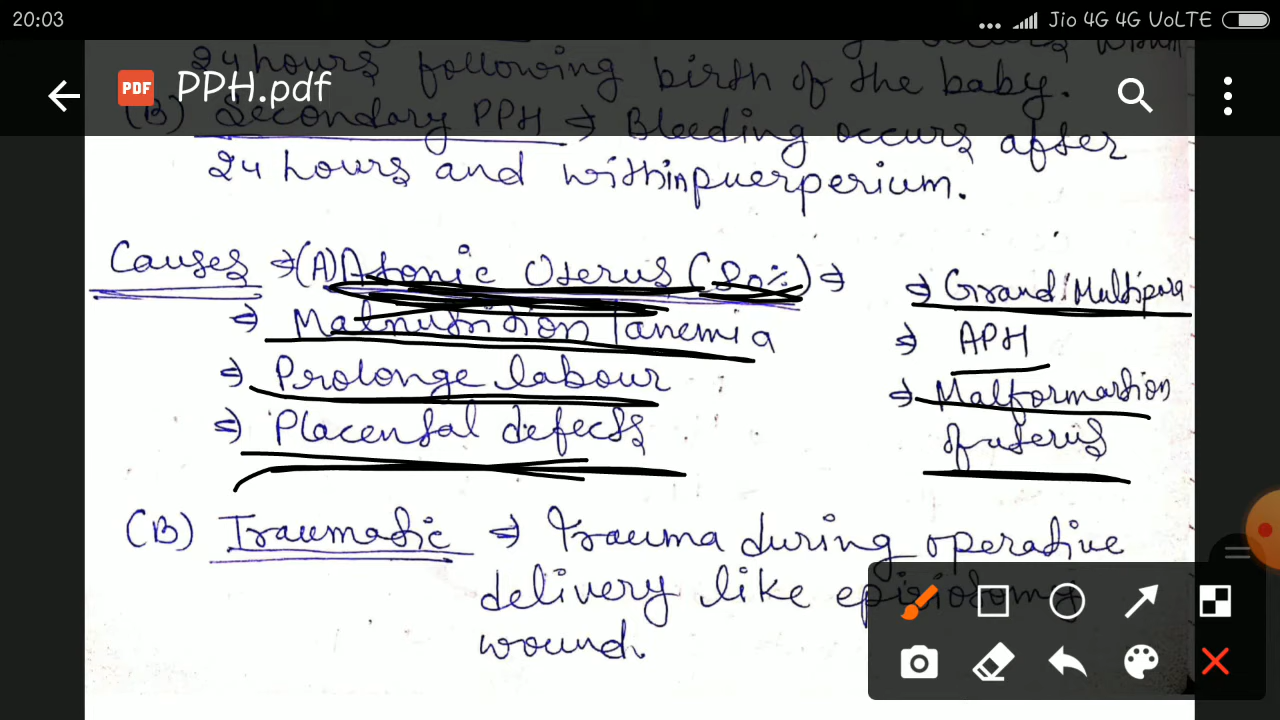 20:03 ... Jio 4G 4G VoLTE
PDF PPH.pdf
24 hours following birth of the baby.
(B) Secondary PPH ⇒ Bleeding occurs after
24 hours and within puerperium.
Causes ⇒ (A) Atonic Uterus (80%) ⇒
⇒ Malnutrition / anemia
⇒ Prolonge labour
⇒ Placental defects
⇒ Grand Multipara
⇒ APH
⇒ Malformation
of uterus
(B) Traumatic ⇒ Trauma during operative
delivery like episiotomy
wound.